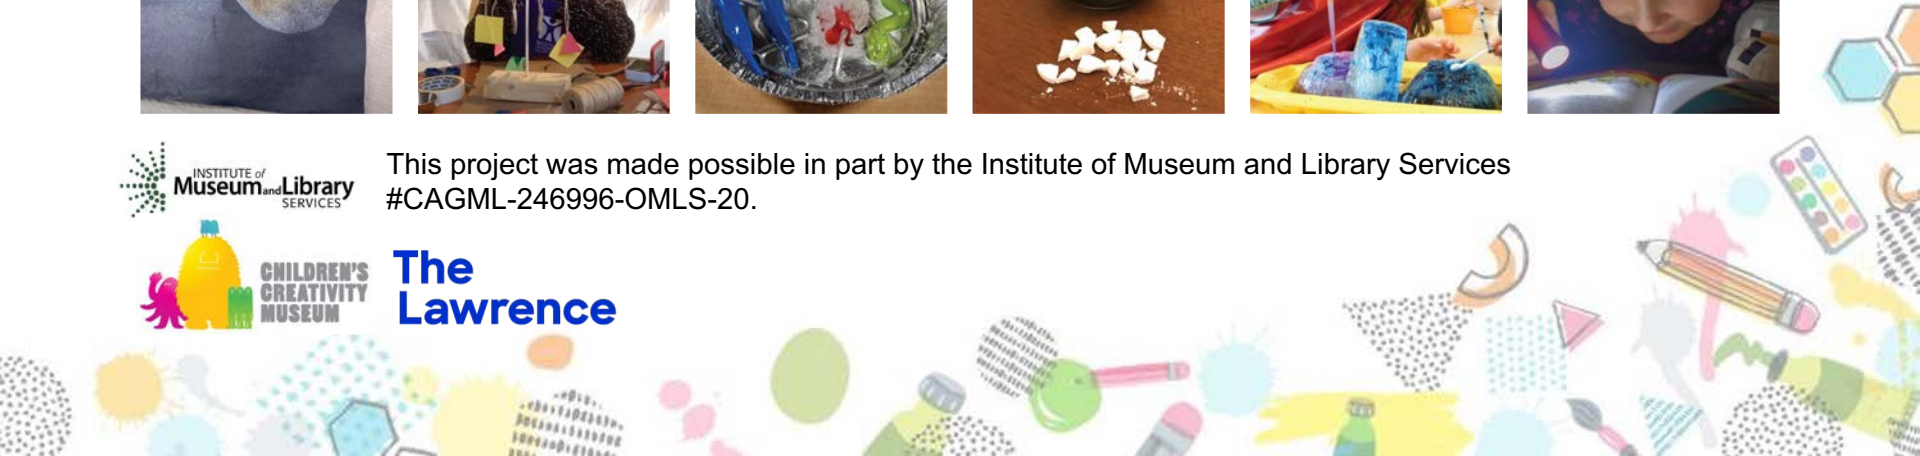 INSTITUTE of
Museum and Library
SERVICES
This project was made possible in part by the Institute of Museum and Library Services
#CAGML-246996-OMLS-20.
CHILDREN'S
CREATIVITY
MUSEUM
The
Lawrence